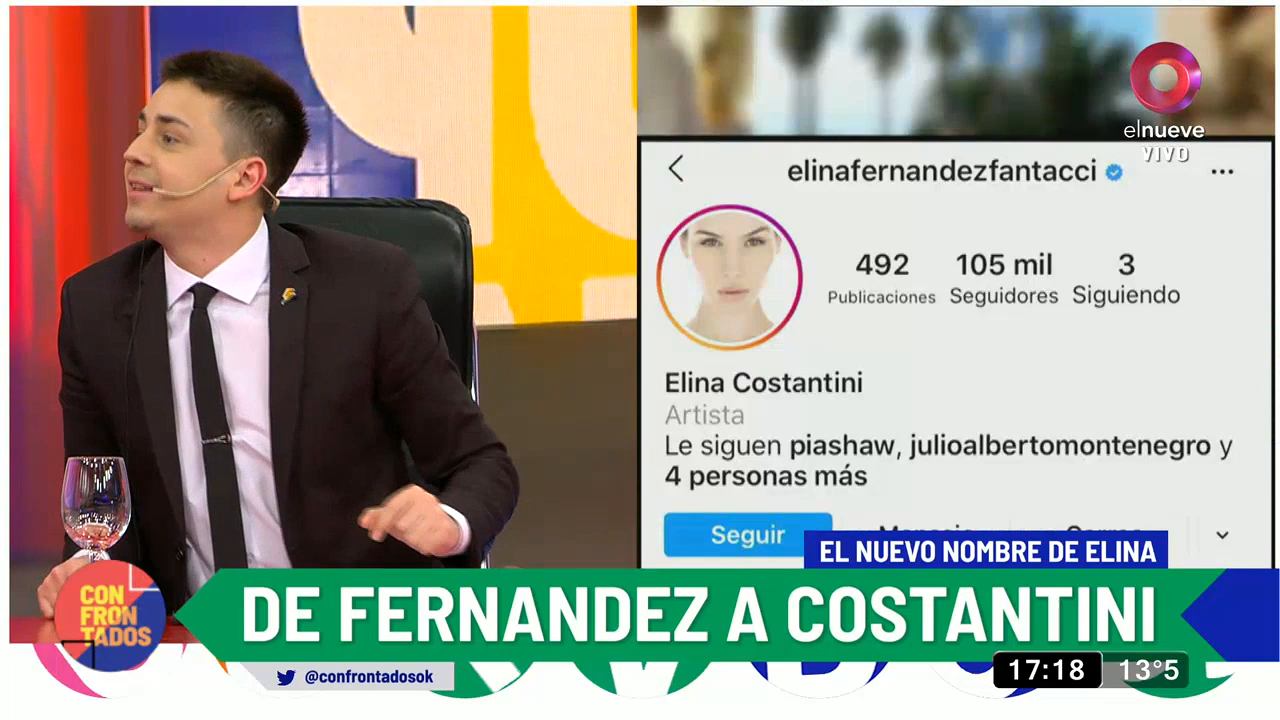 elnueve
VIVO
elinafernandezfantacci
492
105 mil
3
Publicaciones
Seguidores
Siguiendo
Elina Costantini
Artista
Le siguen piashaw, julioalbertomontenegro y
4 personas más
Seguir
EL NUEVO NOMBRE DE ELINA
DE FERNANDEZ A COSTANTINI
CON
FRON
TADOS
@confrontadosok
17:18
13°5